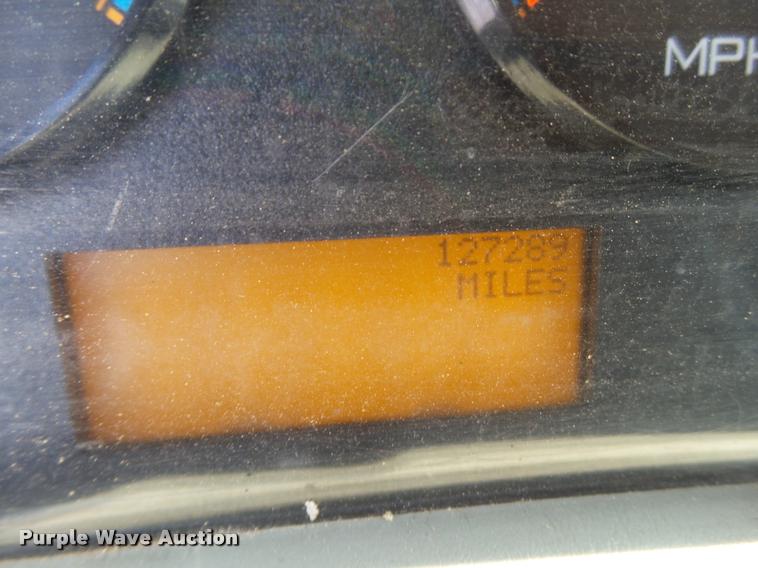 MPH
127289
MILES
Purple Wave Auction